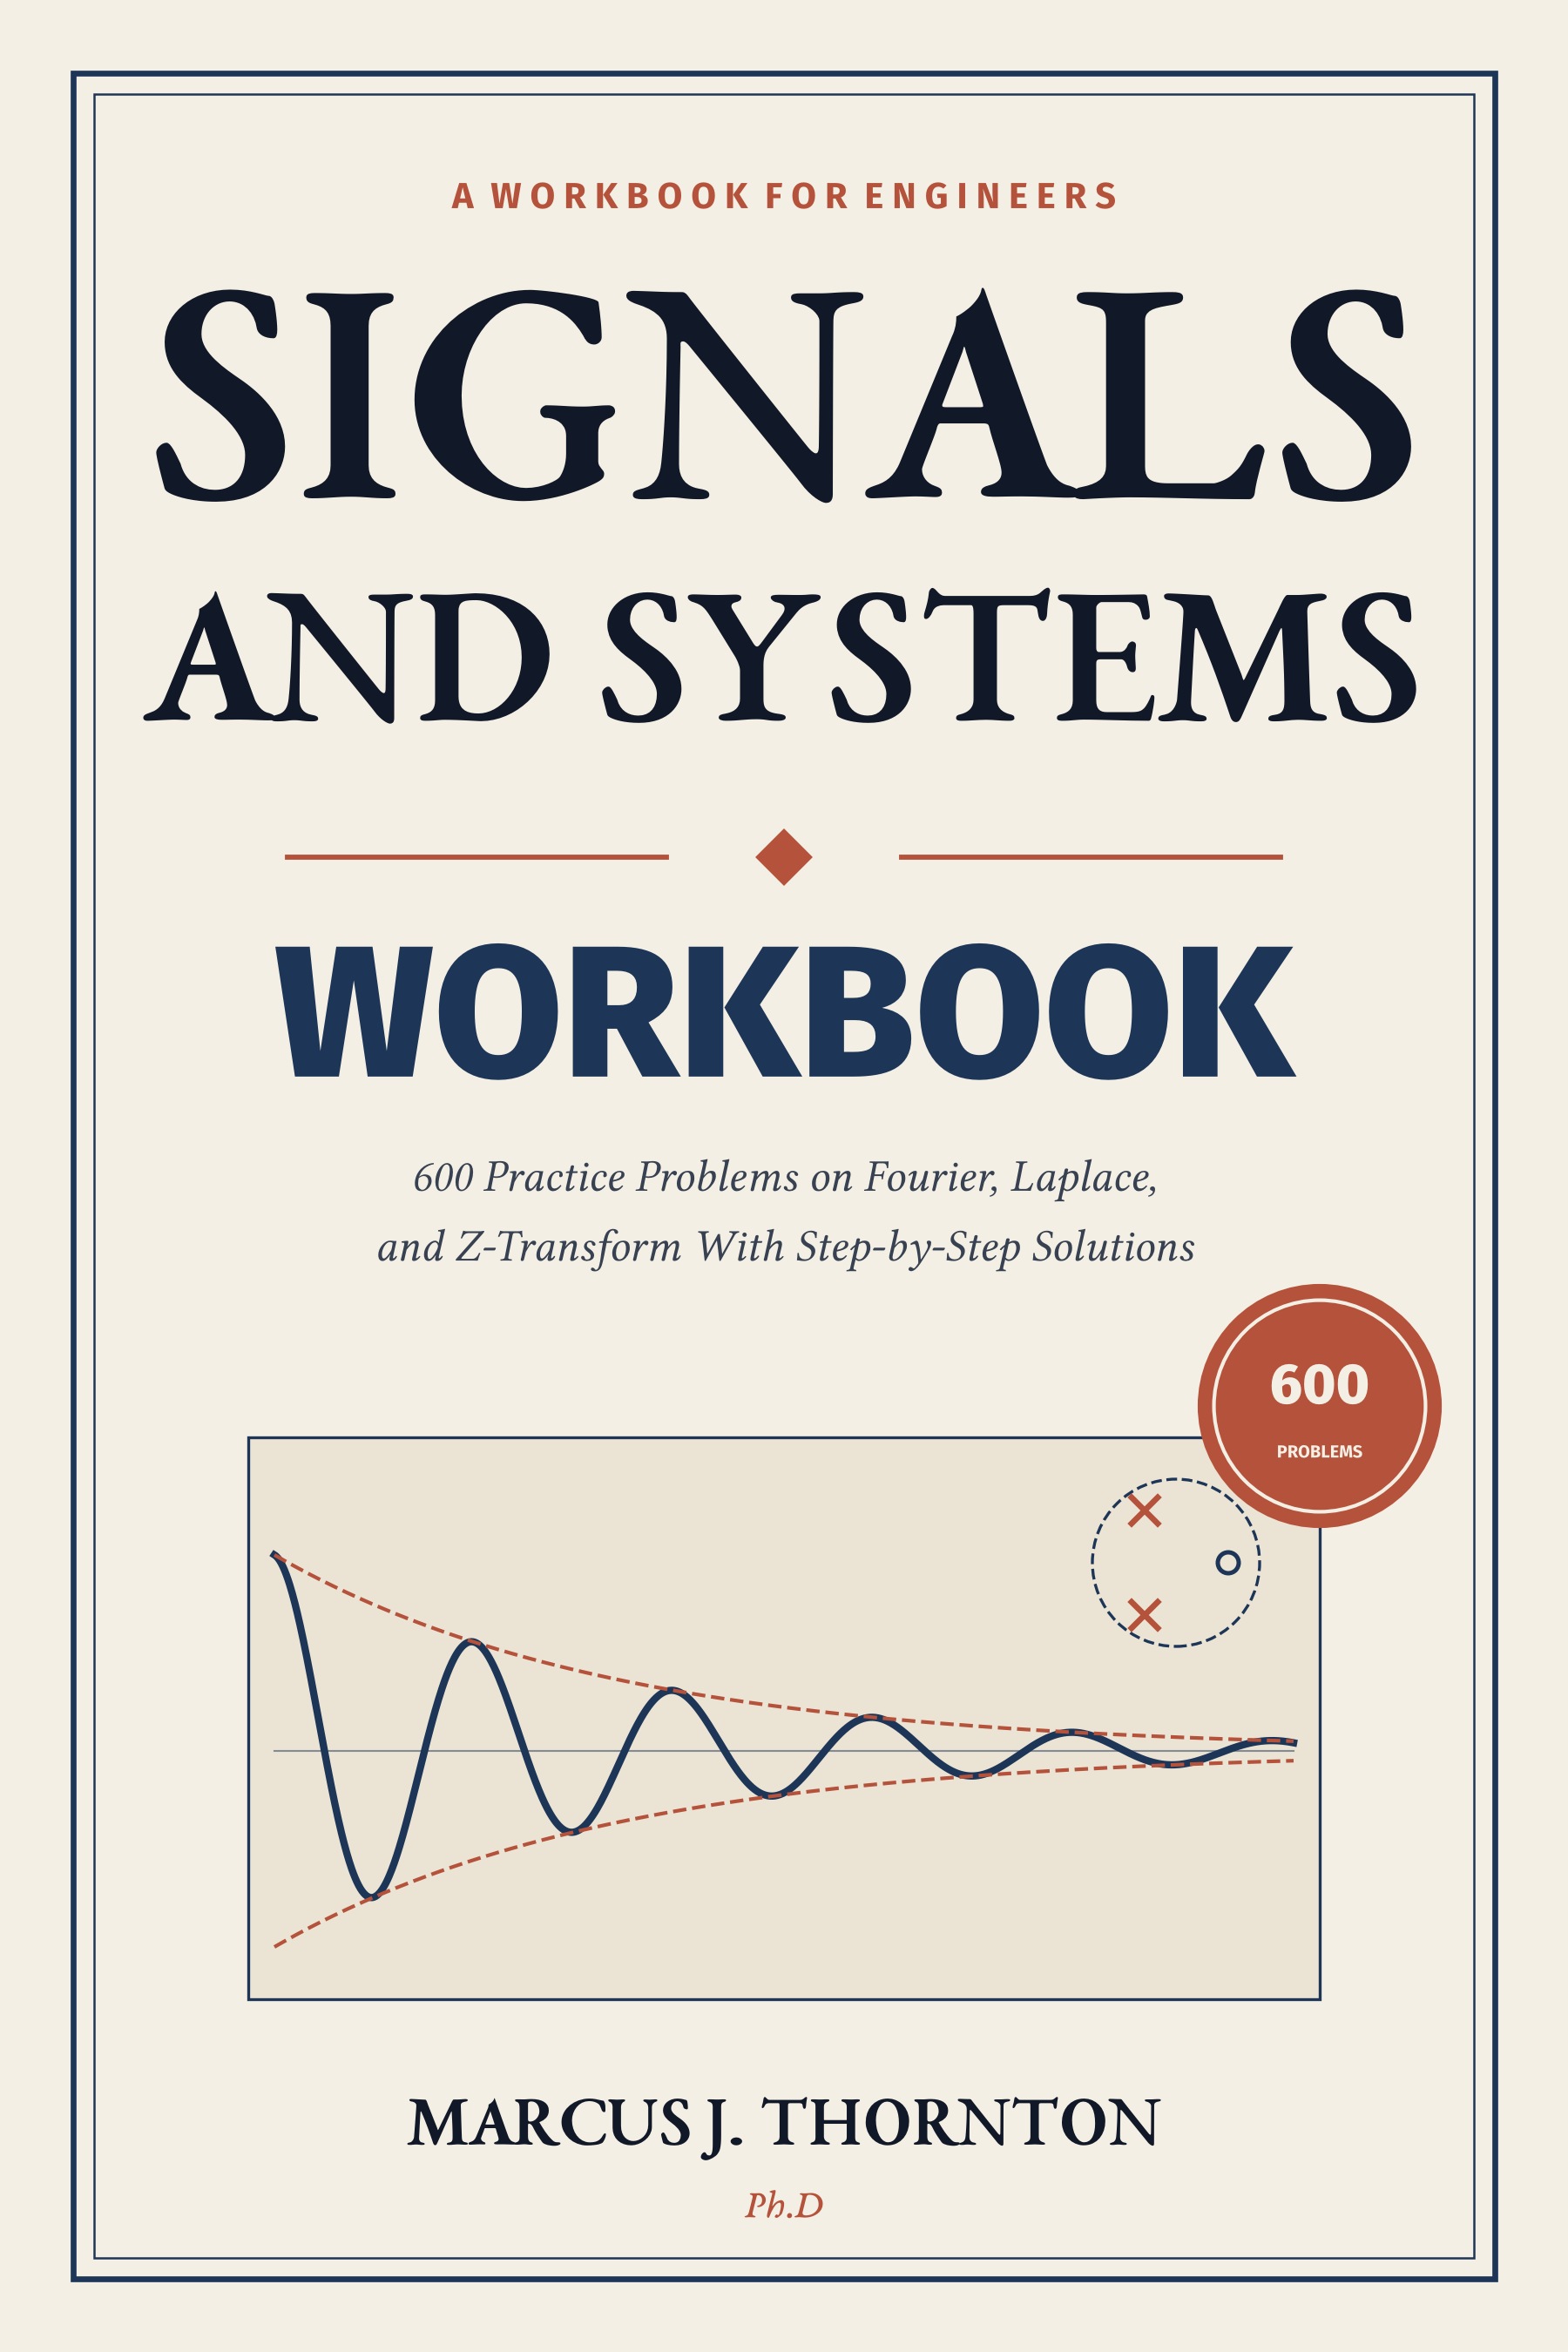 A WORKBOOK FOR ENGINEERS
SIGNALS
AND SYSTEMS
WORKBOOK
600 Practice Problems on Fourier, Laplace,
and Z-Transform With Step-by-Step Solutions
600
PROBLEMS
MARCUS J. THORNTON
Ph.D